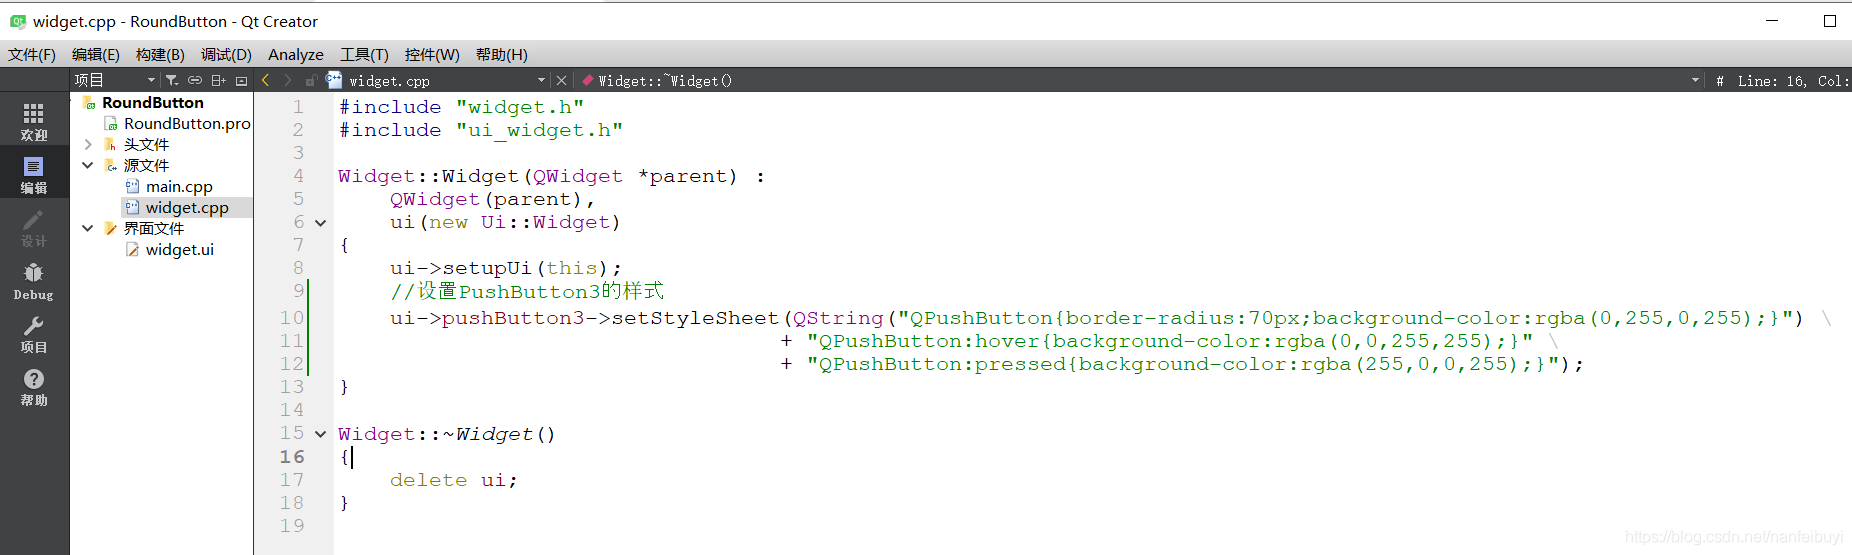 widget.cpp - RoundButton - Qt Creator
文件(F) 编辑(E) 构建(B) 调试(D) Analyze 工具(T) 控件(W) 帮助(H)
项目 widget.cpp Widget::~Widget() # Line: 16, Col:
欢迎
编辑
设计
Debug
项目
帮助
RoundButton
RoundButton.pro
头文件
源文件
main.cpp
widget.cpp
界面文件
widget.ui
1 #include "widget.h"
2 #include "ui_widget.h"
3
4 Widget::Widget(QWidget *parent) :
5     QWidget(parent),
6     ui(new Ui::Widget)
7 {
8     ui->setupUi(this);
9     //设置PushButton3的样式
10     ui->pushButton3->setStyleSheet(QString("QPushButton{border-radius:70px;background-color:rgba(0,255,0,255);}") \
11                                    + "QPushButton:hover{background-color:rgba(0,0,255,255);}" \
12                                    + "QPushButton:pressed{background-color:rgba(255,0,0,255);}");
13 }
14
15 Widget::~Widget()
16 {
17     delete ui;
18 }
19
https://blog.csdn.net/nanfeibuyi